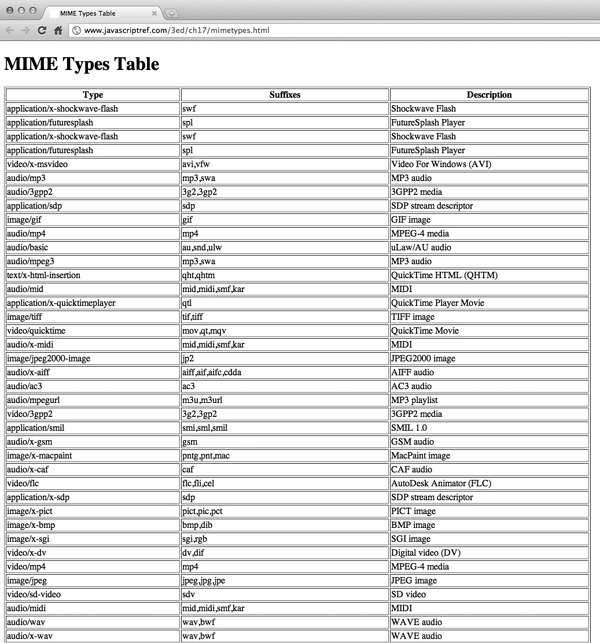 MIME Types Table
www.javascriptref.com/3ed/ch17/mimetypes.html
MIME Types Table
Type Suffixes Description
application/x-shockwave-flash swf Shockwave Flash
application/futuresplash spl FutureSplash Player
application/x-shockwave-flash swf Shockwave Flash
application/futuresplash spl FutureSplash Player
video/x-msvideo avi,vfw Video For Windows (AVI)
audio/mp3 mp3,swa MP3 audio
audio/3gpp2 3g2,3gp2 3GPP2 media
application/sdp sdp SDP stream descriptor
image/gif gif GIF image
audio/mp4 mp4 MPEG-4 media
audio/basic au,snd,ulw uLaw/AU audio
audio/mpeg3 mp3,swa MP3 audio
text/x-html-insertion qht,qhtm QuickTime HTML (QHTM)
audio/mid mid,midi,smf,kar MIDI
application/x-quicktimeplayer qtl QuickTime Player Movie
image/tiff tif,tiff TIFF image
video/quicktime mov,qt,mqv QuickTime Movie
audio/x-midi mid,midi,smf,kar MIDI
image/jpeg2000-image jp2 JPEG2000 image
audio/x-aiff aiff,aif,aifc,cdda AIFF audio
audio/ac3 ac3 AC3 audio
audio/mpegurl m3u,m3url MP3 playlist
video/3gpp2 3g2,3gp2 3GPP2 media
application/smil smi,sml,smil SMIL 1.0
audio/x-gsm gsm GSM audio
image/x-macpaint pntg,pnt,mac MacPaint image
audio/x-caf caf CAF audio
video/flc flc,fli,cel AutoDesk Animator (FLC)
application/x-sdp sdp SDP stream descriptor
image/x-pict pict,pic,pct PICT image
image/x-bmp bmp,dib BMP image
image/x-sgi sgi,rgb SGI image
video/x-dv dv,dif Digital video (DV)
video/mp4 mp4 MPEG-4 media
image/jpeg jpeg,jpg,jpe JPEG image
video/sd-video sdv SD video
audio/midi mid,midi,smf,kar MIDI
audio/wav wav,bwf WAVE audio
audio/x-wav wav,bwf WAVE audio